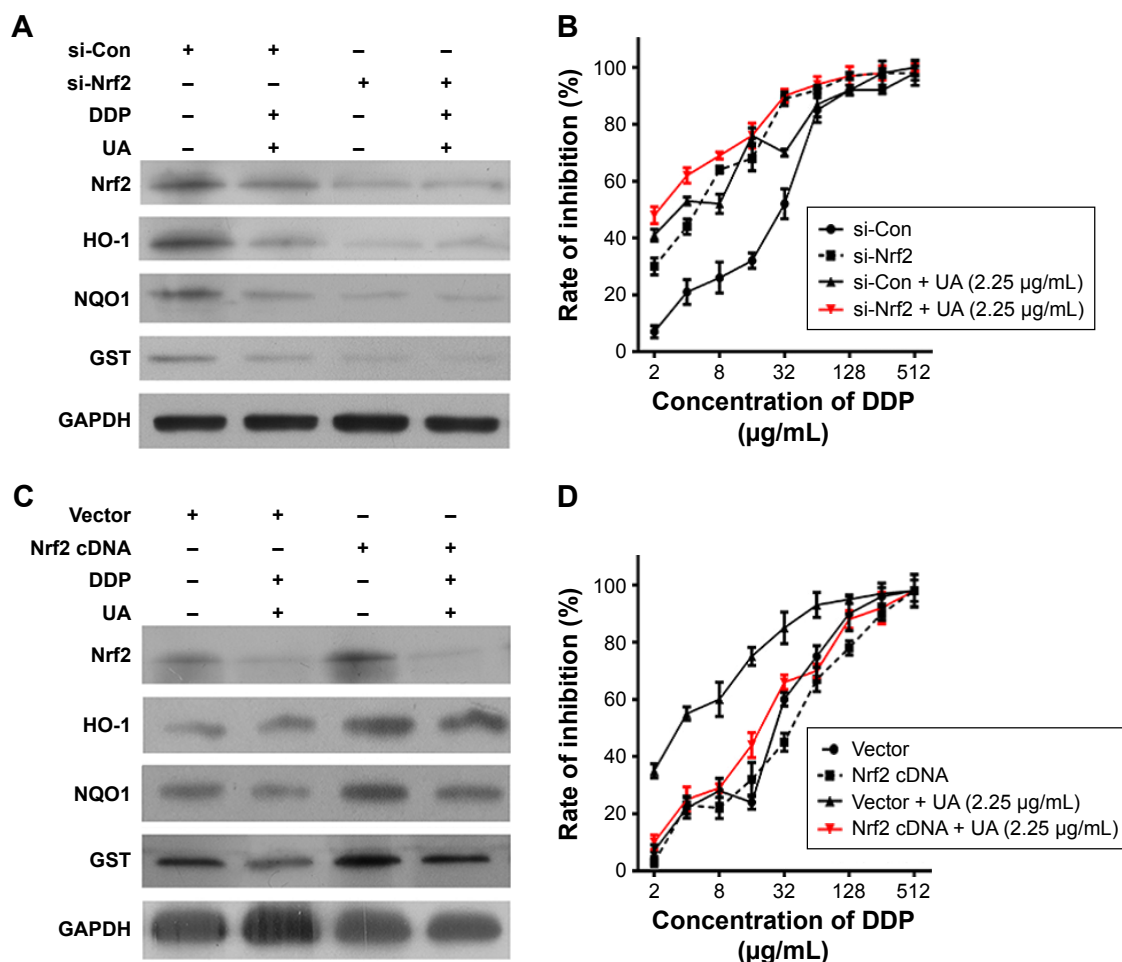 A
si-Con + + – –
si-Nrf2 – – + +
DDP – + – +
UA – + – +
Nrf2
HO-1
NQO1
GST
GAPDH
B
Rate of inhibition (%)
100
80
60
40
20
0
2 8 32 128 512
Concentration of DDP
(µg/mL)
si-Con
si-Nrf2
si-Con + UA (2.25 µg/mL)
si-Nrf2 + UA (2.25 µg/mL)
C
Vector + + – –
Nrf2 cDNA – – + +
DDP – + – +
UA – + – +
Nrf2
HO-1
NQO1
GST
GAPDH
D
Rate of inhibition (%)
100
80
60
40
20
0
2 8 32 128 512
Concentration of DDP
(µg/mL)
Vector
Nrf2 cDNA
Vector + UA (2.25 µg/mL)
Nrf2 cDNA + UA (2.25 µg/mL)